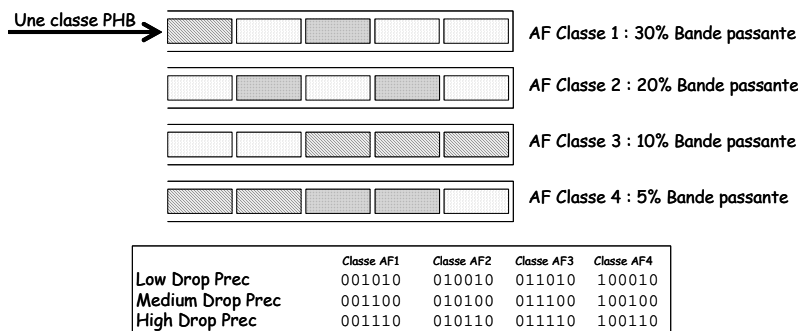 Une classe PHB
AF Classe 1 : 30% Bande passante
AF Classe 2 : 20% Bande passante
AF Classe 3 : 10% Bande passante
AF Classe 4 : 5% Bande passante
Classe AF1 Classe AF2 Classe AF3 Classe AF4
Low Drop Prec 001010 010010 011010 100010
Medium Drop Prec 001100 010100 011100 100100
High Drop Prec 001110 010110 011110 100110